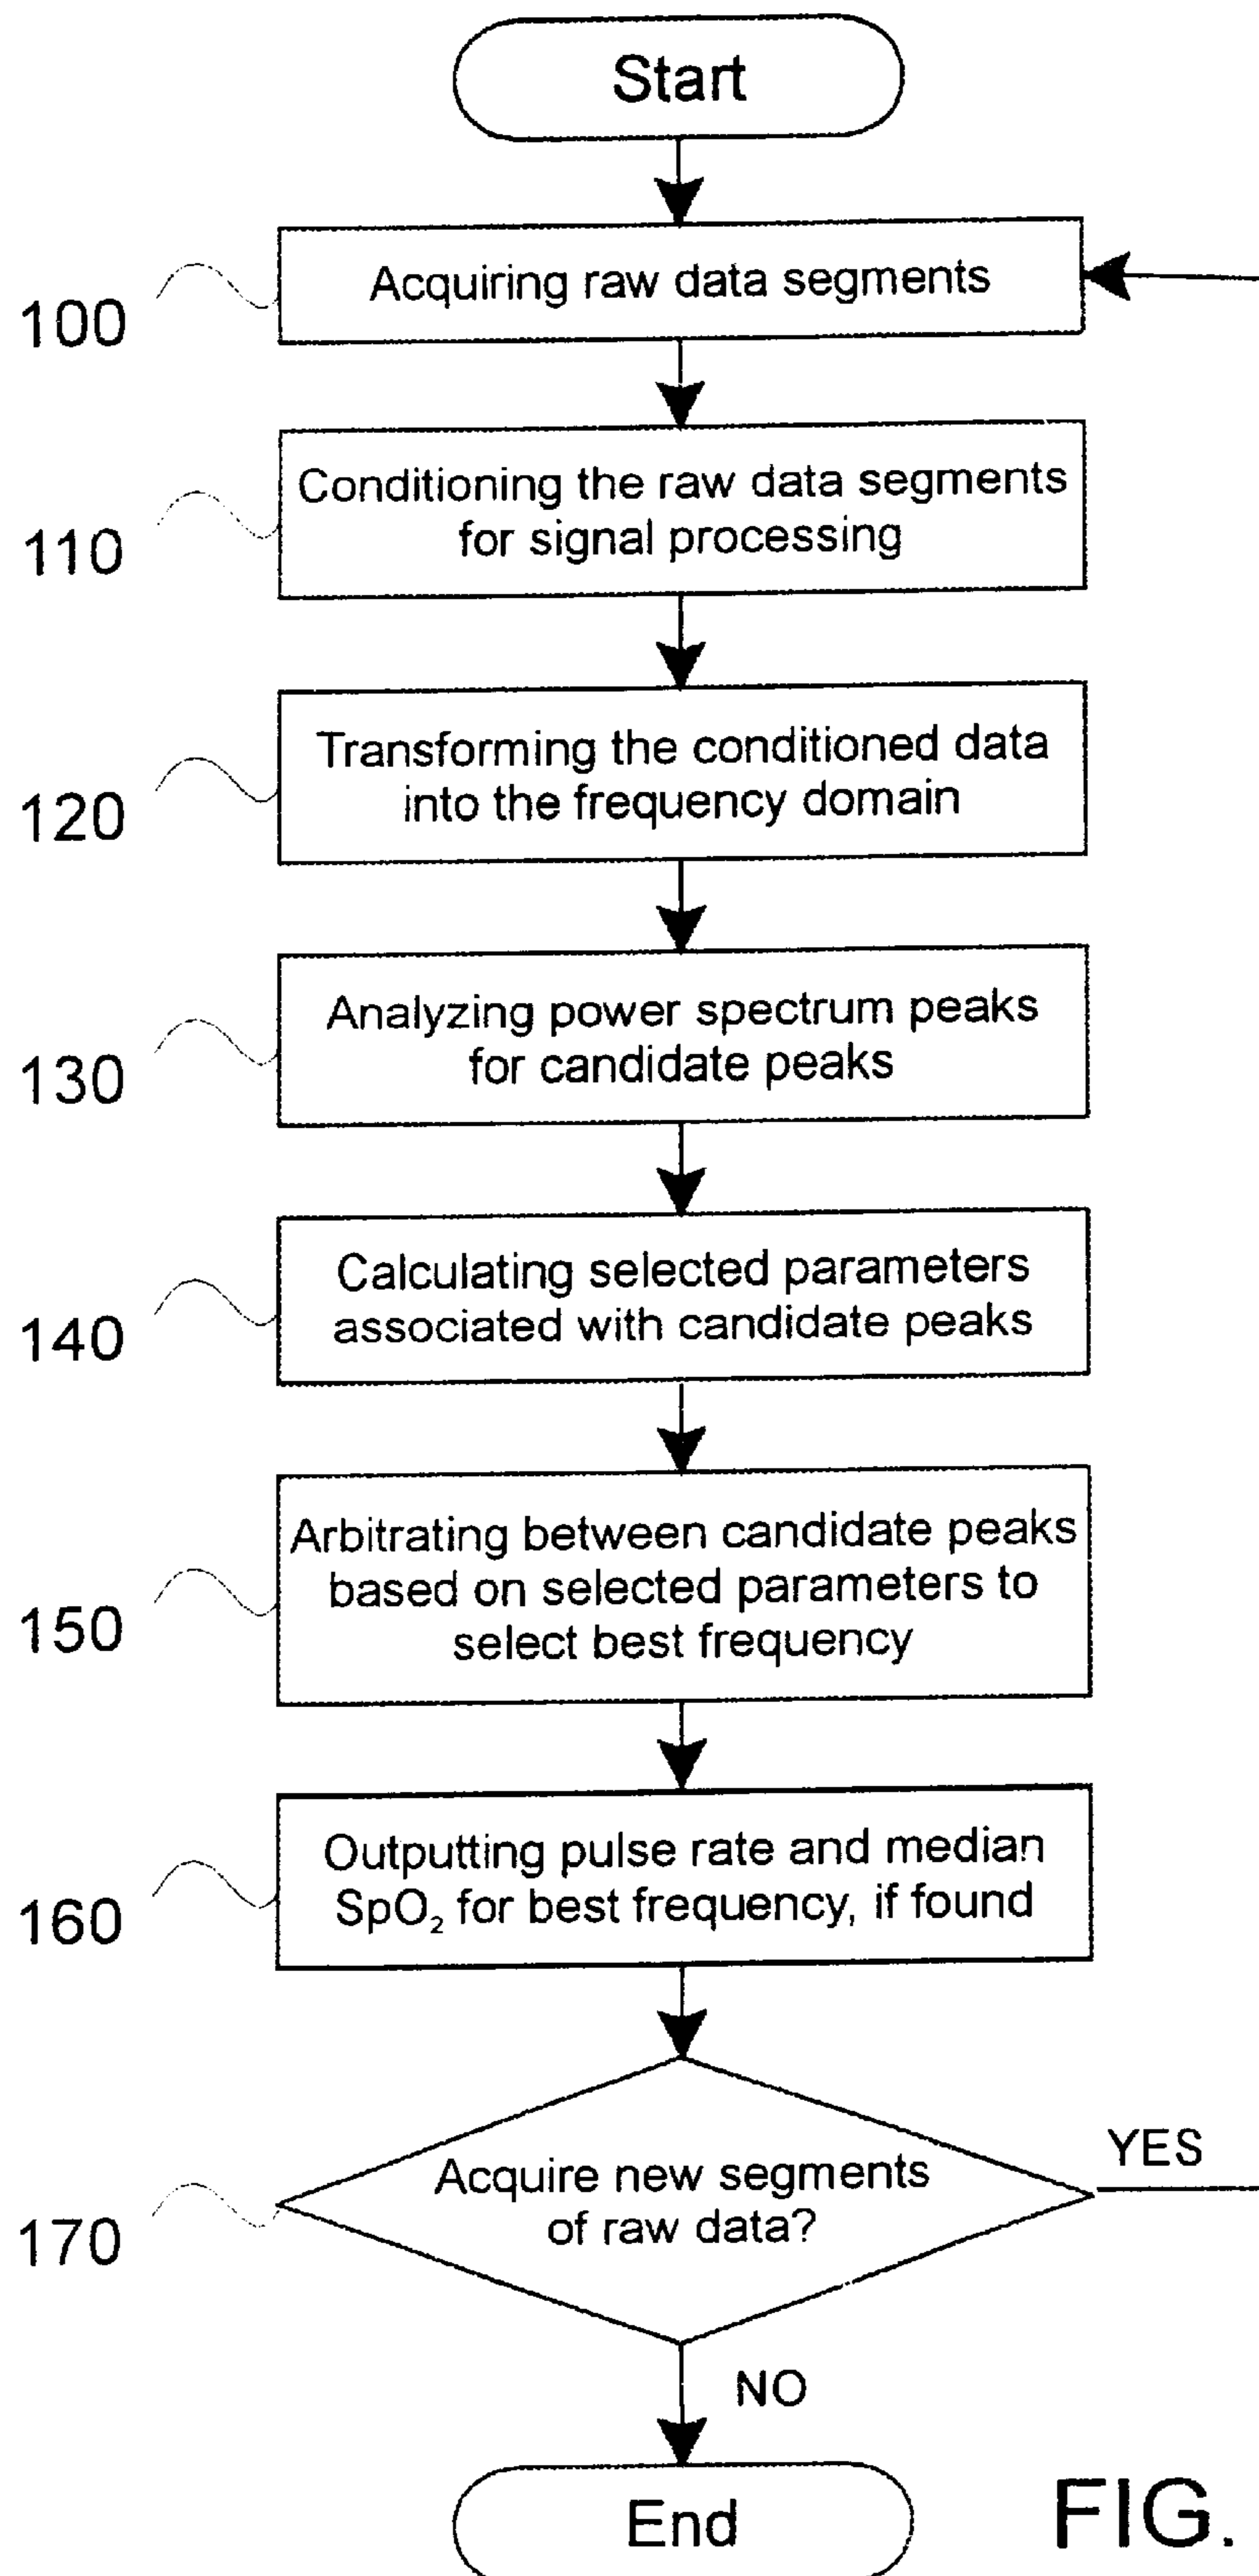 Start
100
Acquiring raw data segments
110
Conditioning the raw data segments
for signal processing
120
Transforming the conditioned data
into the frequency domain
130
Analyzing power spectrum peaks
for candidate peaks
140
Calculating selected parameters
associated with candidate peaks
150
Arbitrating between candidate peaks
based on selected parameters to
select best frequency
160
Outputting pulse rate and median
SpO₂ for best frequency, if found
170
Acquire new segments
of raw data?
YES
NO
End
FIG.